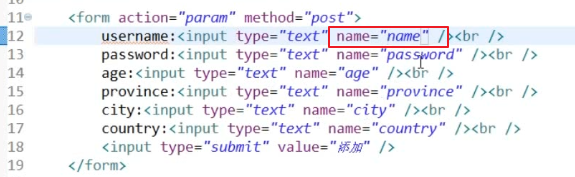 11 <form action="param" method="post">
12 username:<input type="text" name="name" /><br />
13 password:<input type="text" name="password" /><br />
14 age:<input type="text" name="age" /><br />
15 province:<input type="text" name="province" /><br />
16 city:<input type="text" name="city" /><br />
17 country:<input type="text" name="country" /><br />
18 <input type="submit" value="添加" />
19 </form>